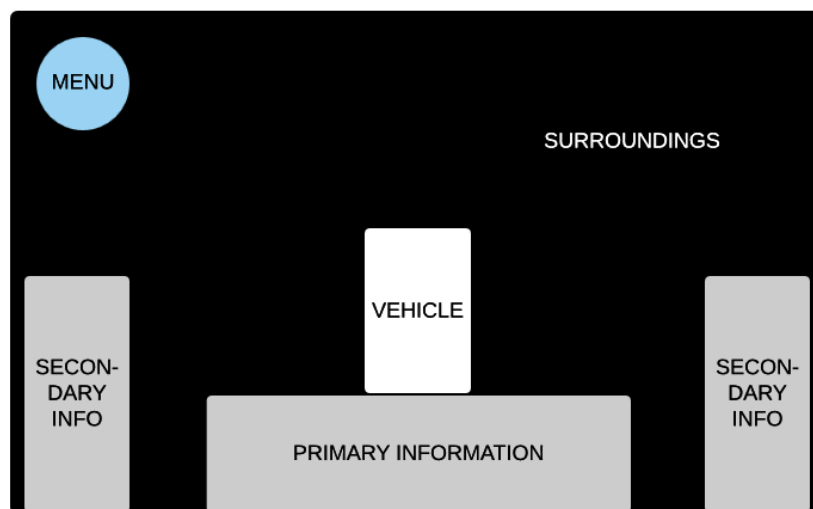 MENU
SURROUNDINGS
VEHICLE
SECON-
DARY
INFO
SECON-
DARY
INFO
PRIMARY INFORMATION